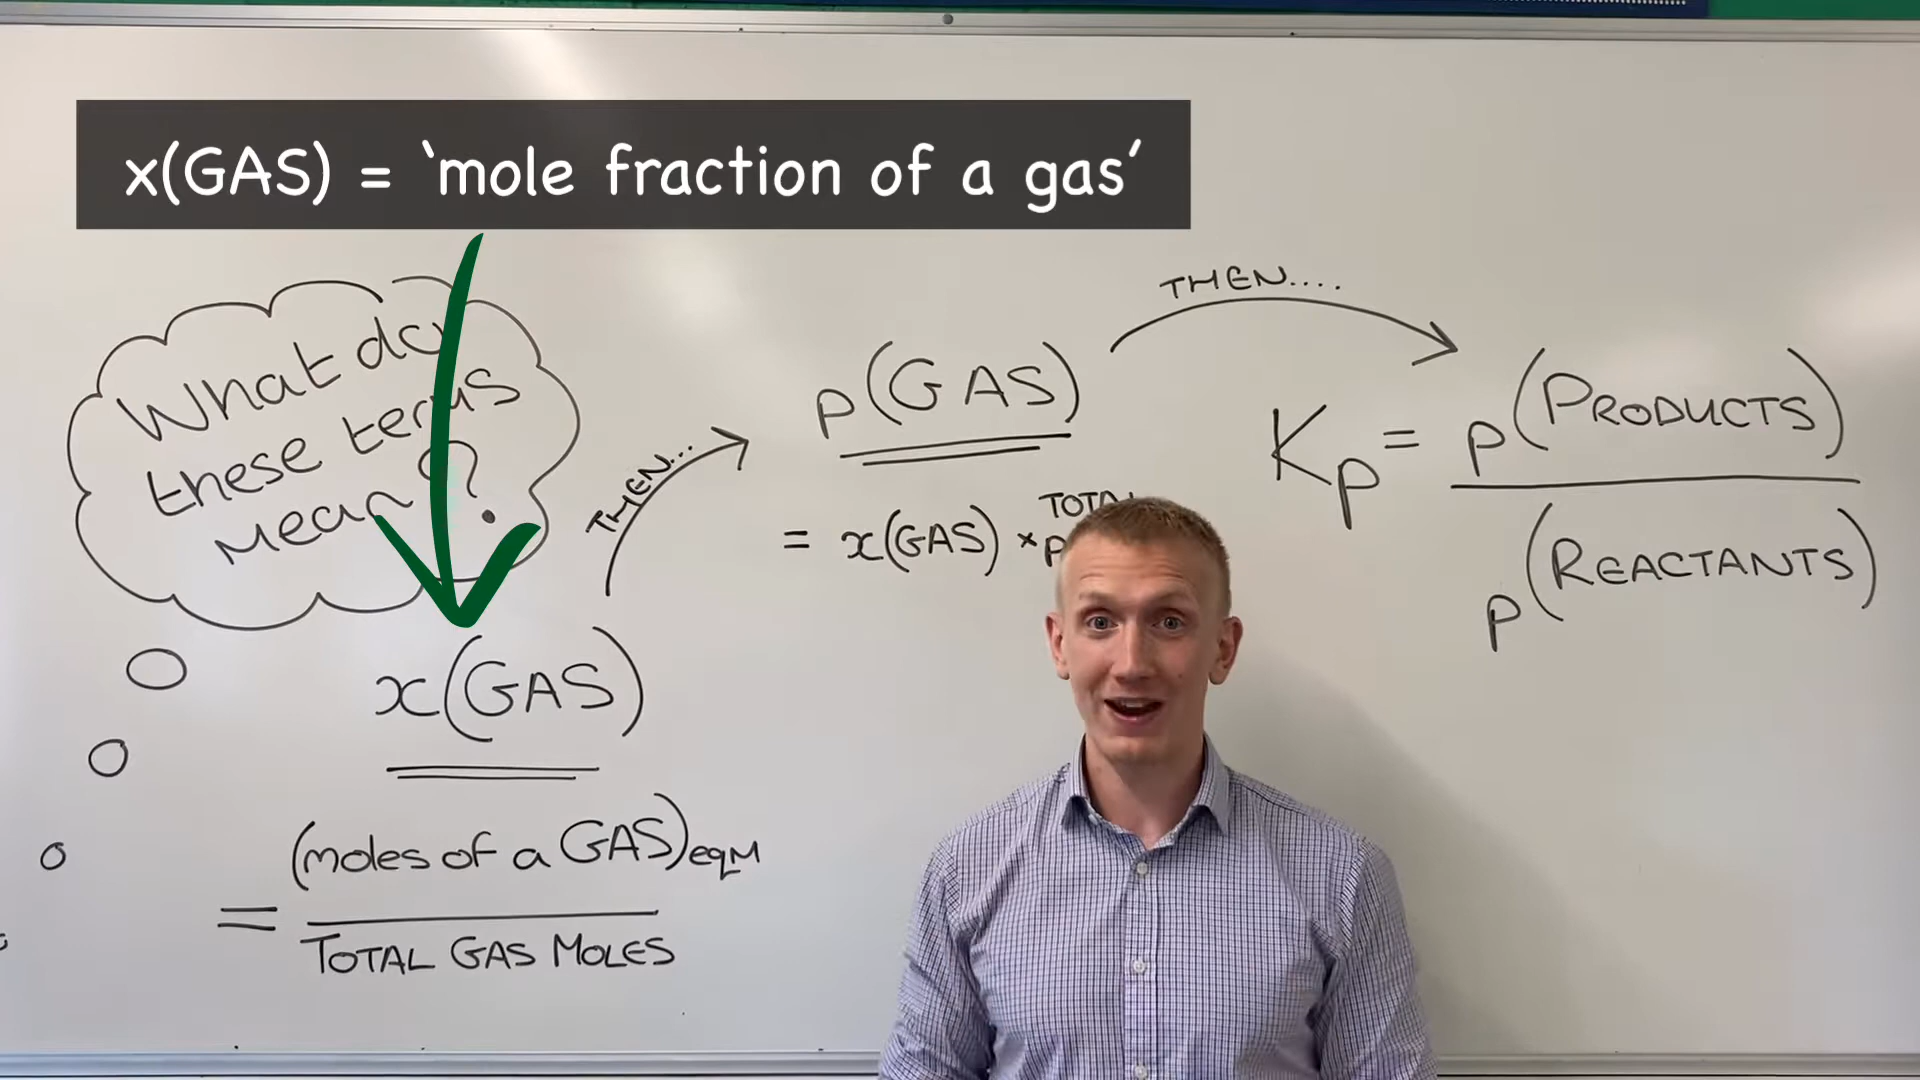 x(GAS) = ‘mole fraction of a gas’
What do
these terms
mean?
x(GAS)
= (moles of a GAS)eqm
TOTAL GAS MOLES
THEN...
p(GAS)
= x(GAS) ×
THEN....
Kp = p(PRODUCTS)
p(REACTANTS)